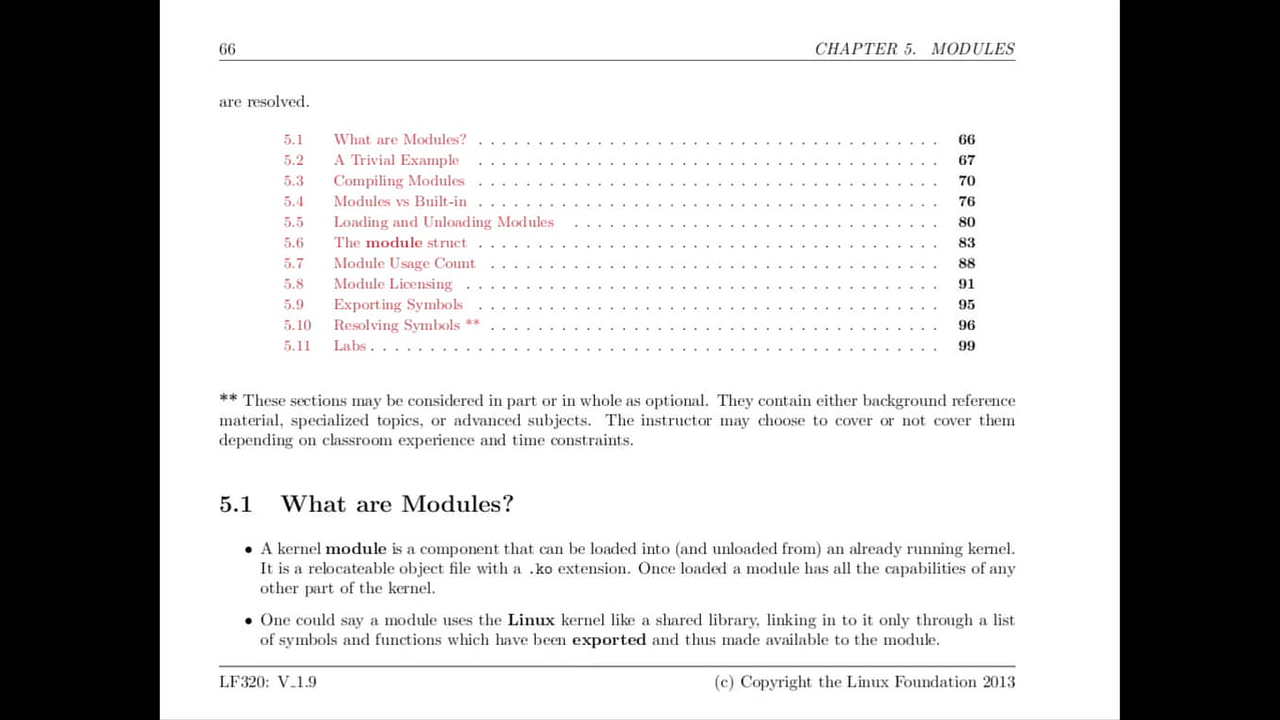 66 CHAPTER 5. MODULES
are resolved.
5.1 What are Modules? . . . . . . . . . . . . . . . . . . . . . . . . . . . . . . . . . . . . . . . 66
5.2 A Trivial Example . . . . . . . . . . . . . . . . . . . . . . . . . . . . . . . . . . . . . . . 67
5.3 Compiling Modules . . . . . . . . . . . . . . . . . . . . . . . . . . . . . . . . . . . . . . . 70
5.4 Modules vs Built-in . . . . . . . . . . . . . . . . . . . . . . . . . . . . . . . . . . . . . . . 76
5.5 Loading and Unloading Modules . . . . . . . . . . . . . . . . . . . . . . . . . . . . . . . 80
5.6 The module struct . . . . . . . . . . . . . . . . . . . . . . . . . . . . . . . . . . . . . . . 83
5.7 Module Usage Count . . . . . . . . . . . . . . . . . . . . . . . . . . . . . . . . . . . . . . 88
5.8 Module Licensing . . . . . . . . . . . . . . . . . . . . . . . . . . . . . . . . . . . . . . . . 91
5.9 Exporting Symbols . . . . . . . . . . . . . . . . . . . . . . . . . . . . . . . . . . . . . . . 95
5.10 Resolving Symbols ** . . . . . . . . . . . . . . . . . . . . . . . . . . . . . . . . . . . . . . 96
5.11 Labs . . . . . . . . . . . . . . . . . . . . . . . . . . . . . . . . . . . . . . . . . . . . . . . . 99
** These sections may be considered in part or in whole as optional. They contain either background reference
material, specialized topics, or advanced subjects. The instructor may choose to cover or not cover them
depending on classroom experience and time constraints.
5.1 What are Modules?
• A kernel module is a component that can be loaded into (and unloaded from) an already running kernel.
It is a relocateable object file with a .ko extension. Once loaded a module has all the capabilities of any
other part of the kernel.
• One could say a module uses the Linux kernel like a shared library, linking in to it only through a list
of symbols and functions which have been exported and thus made available to the module.
LF320: V_1.9 (c) Copyright the Linux Foundation 2013